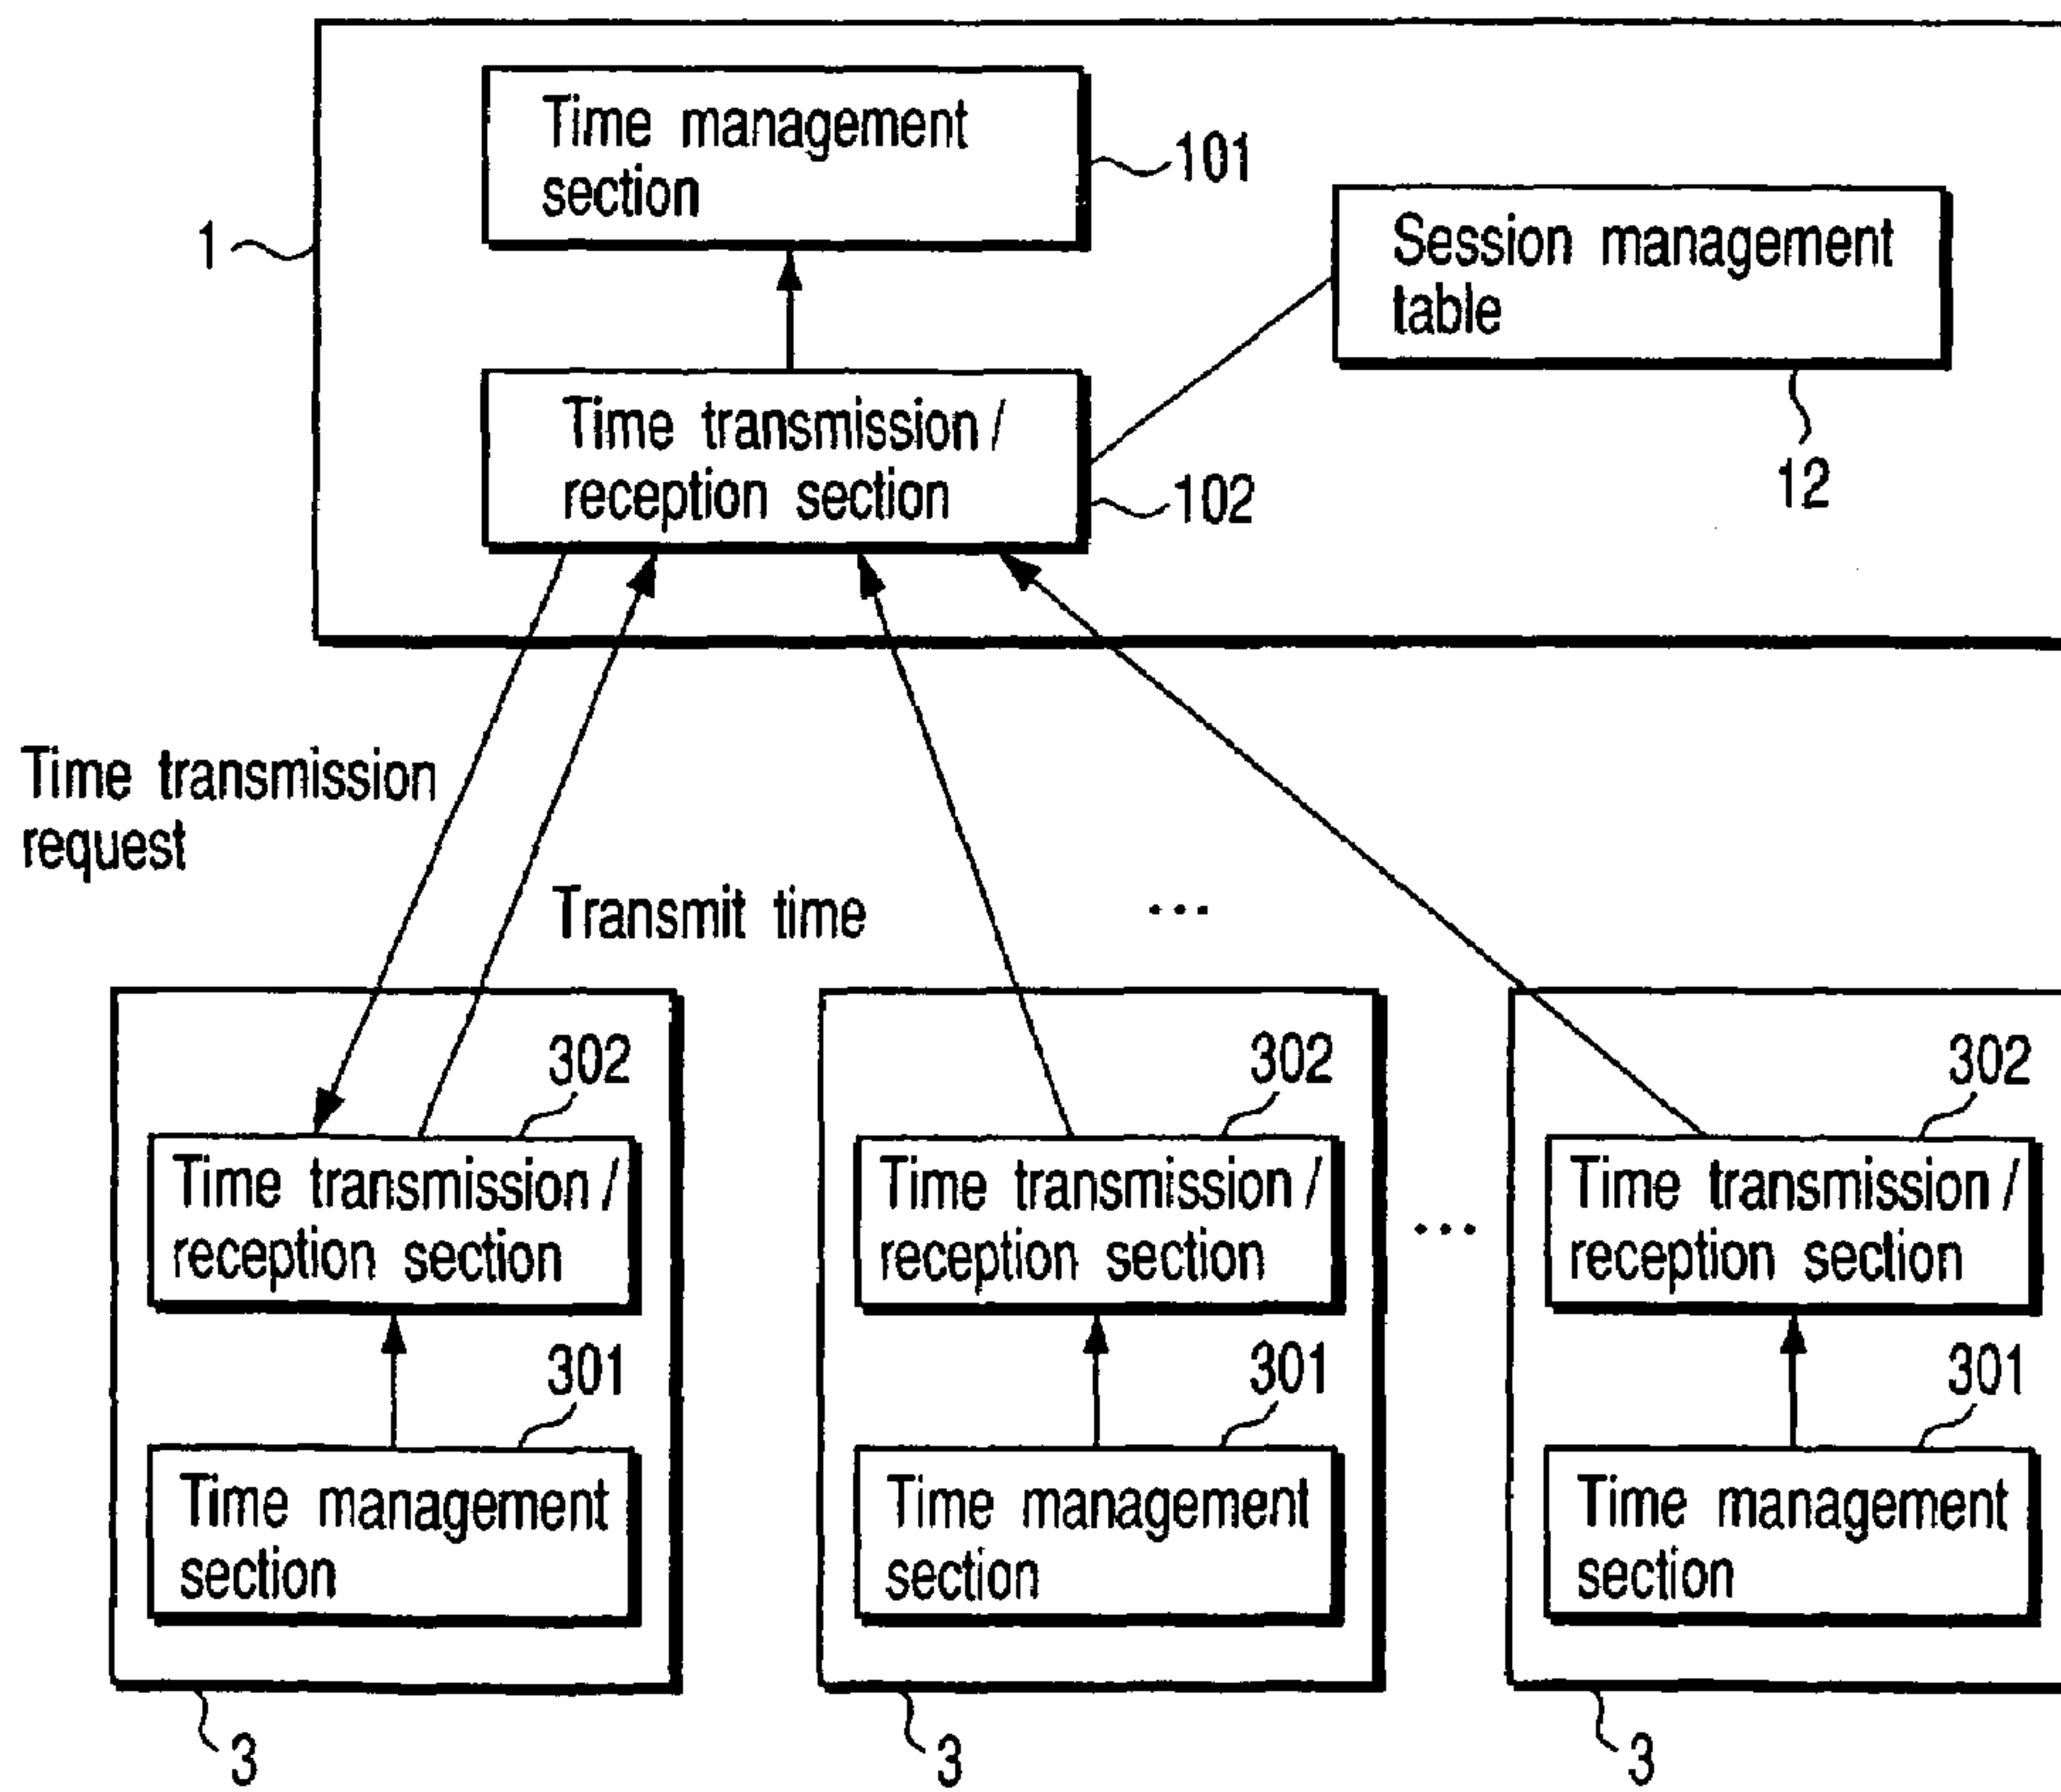 Time management
section
101
1
Session management
table
12
Time transmission /
reception section
102
Time transmission
request
Transmit time
...
302
302
302
Time transmission /
reception section
Time transmission /
reception section
...
Time transmission /
reception section
301
301
301
Time management
section
Time management
section
Time management
section
3
3
3